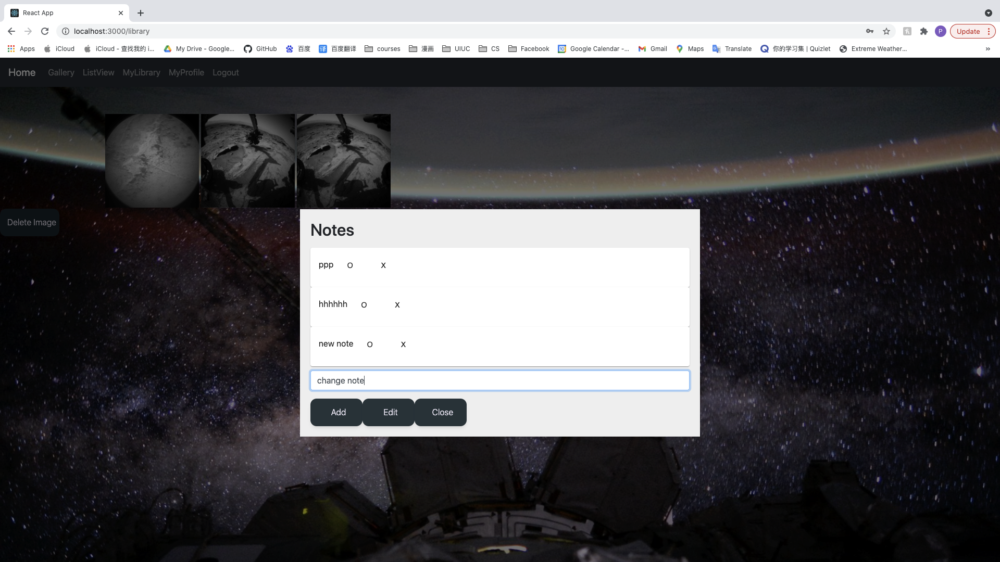 React App
localhost:3000/library
P
Update
Apps
iCloud
iCloud - 查找我的 i...
My Drive - Google...
GitHub
百度
译
百度翻译
courses
漫画
UIUC
CS
Facebook
10
Google Calendar -...
Gmail
Maps
Translate
你的学习集 | Quizlet
Extreme Weather...
»
Home Gallery ListView MyLibrary MyProfile Logout
Delete Image
Notes
ppp O X
hhhhhh O X
new note O X
change note
Add Edit Close